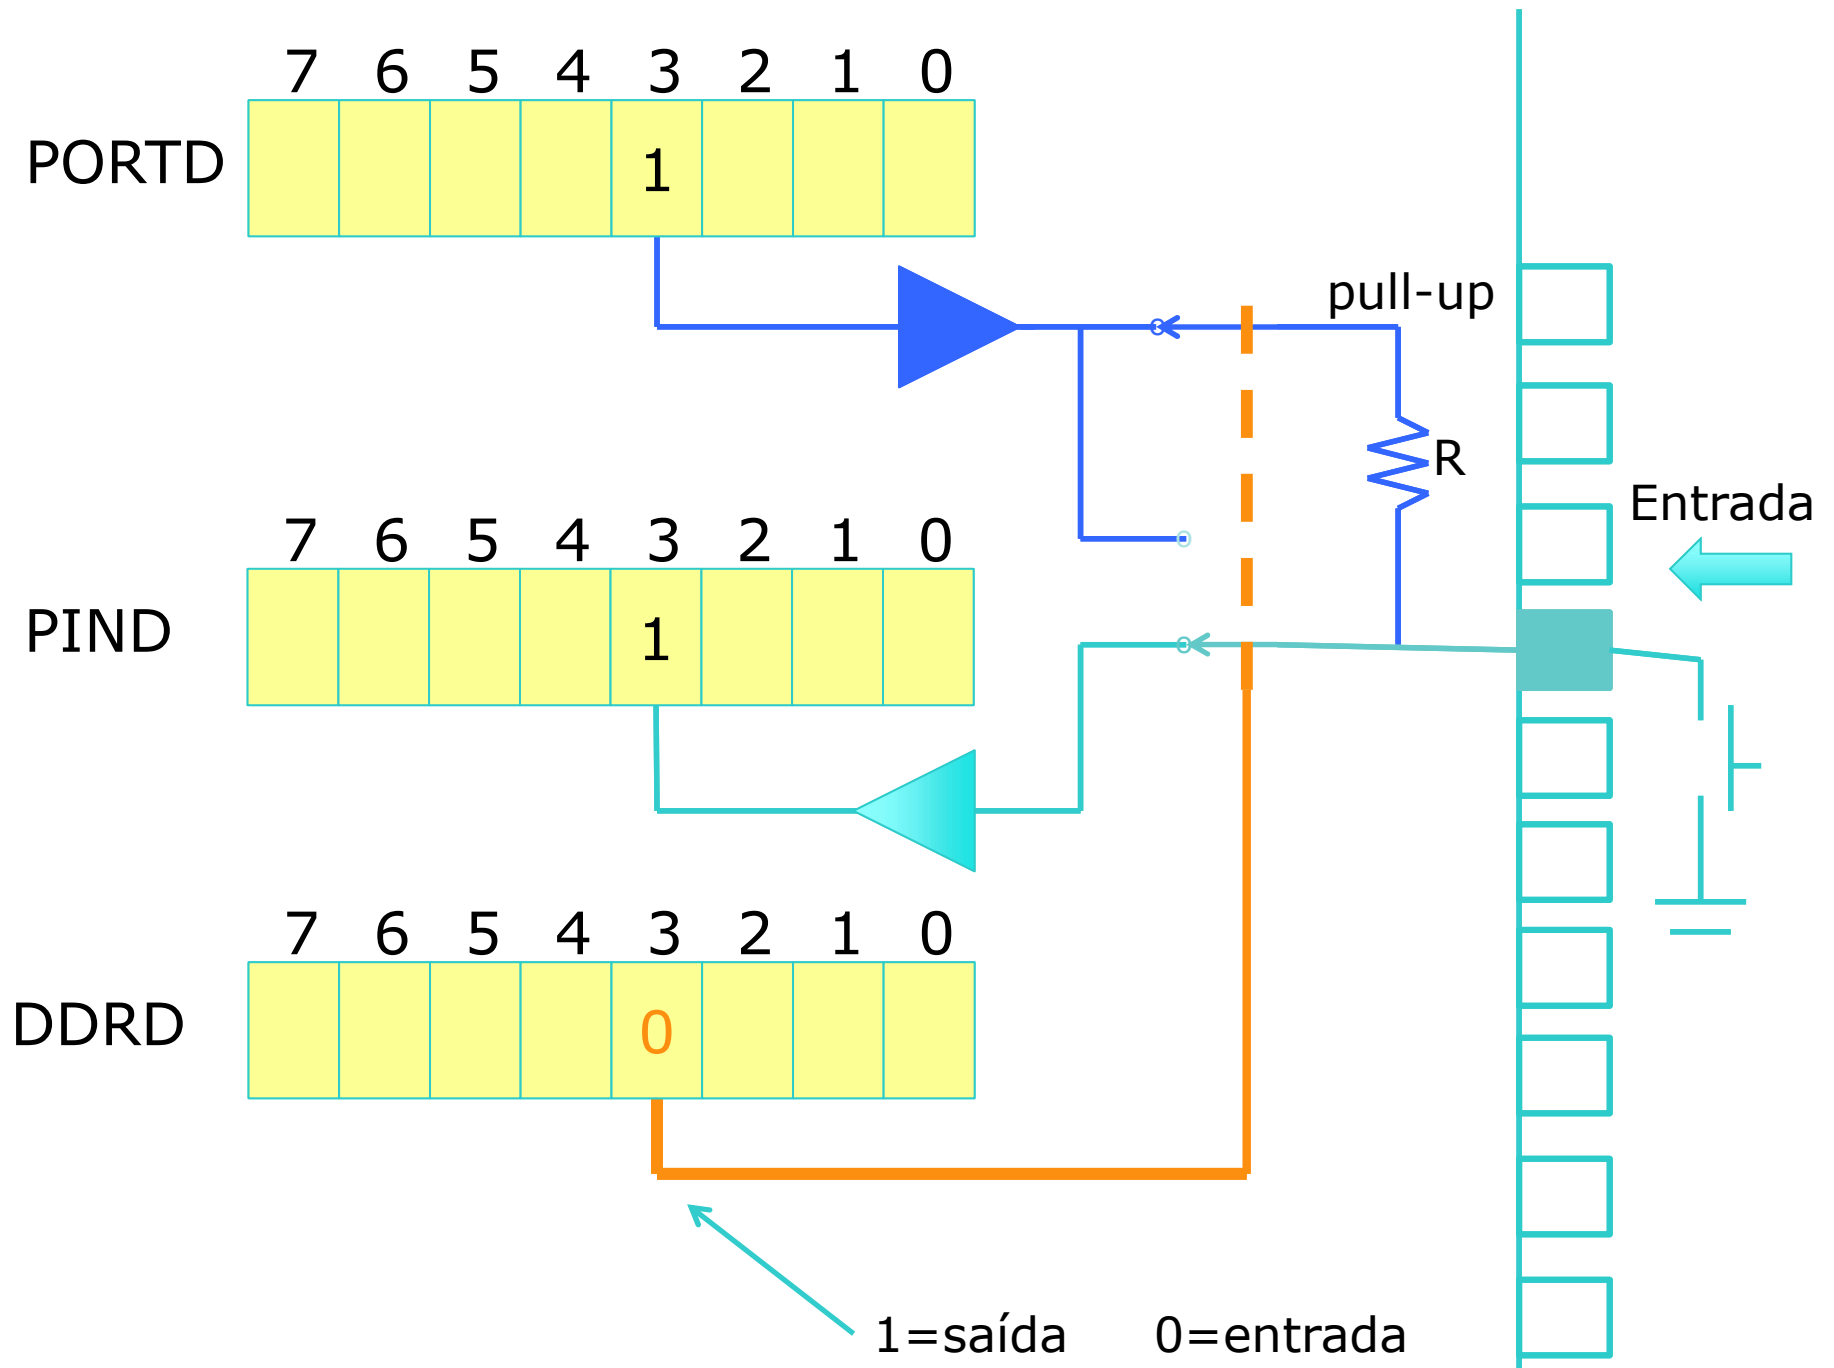 7 6 5 4 3 2 1 0
PORTD 1
pull-up
R
Entrada
7 6 5 4 3 2 1 0
PIND 1
7 6 5 4 3 2 1 0
DDRD 0
1=saída 0=entrada